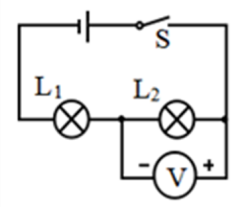 S
L₁ L₂
− V +